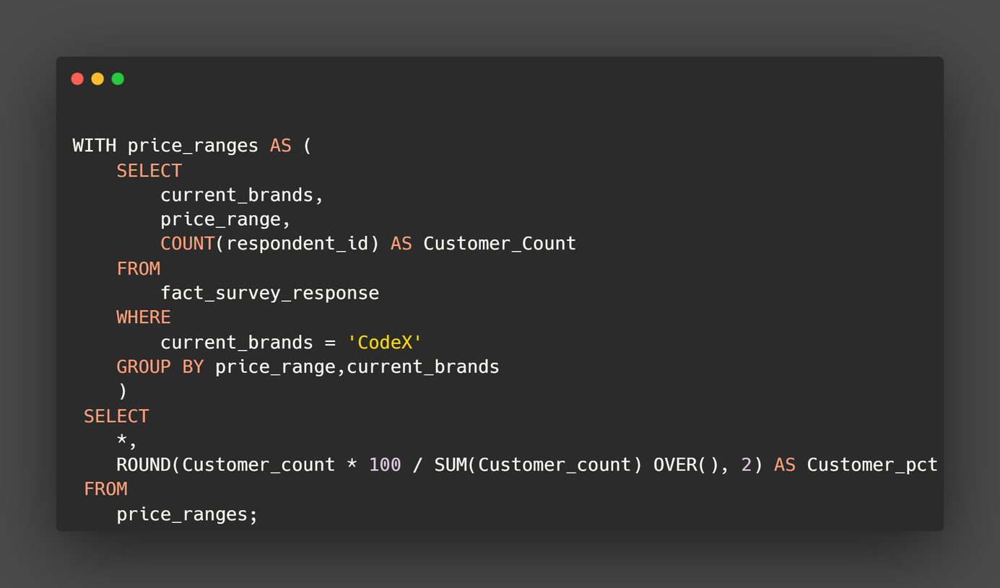 WITH price_ranges AS (
    SELECT
        current_brands,
        price_range,
        COUNT(respondent_id) AS Customer_Count
    FROM
        fact_survey_response
    WHERE
        current_brands = 'CodeX'
    GROUP BY price_range,current_brands
    )
 SELECT
    *,
    ROUND(Customer_count * 100 / SUM(Customer_count) OVER(), 2) AS Customer_pct
 FROM
    price_ranges;